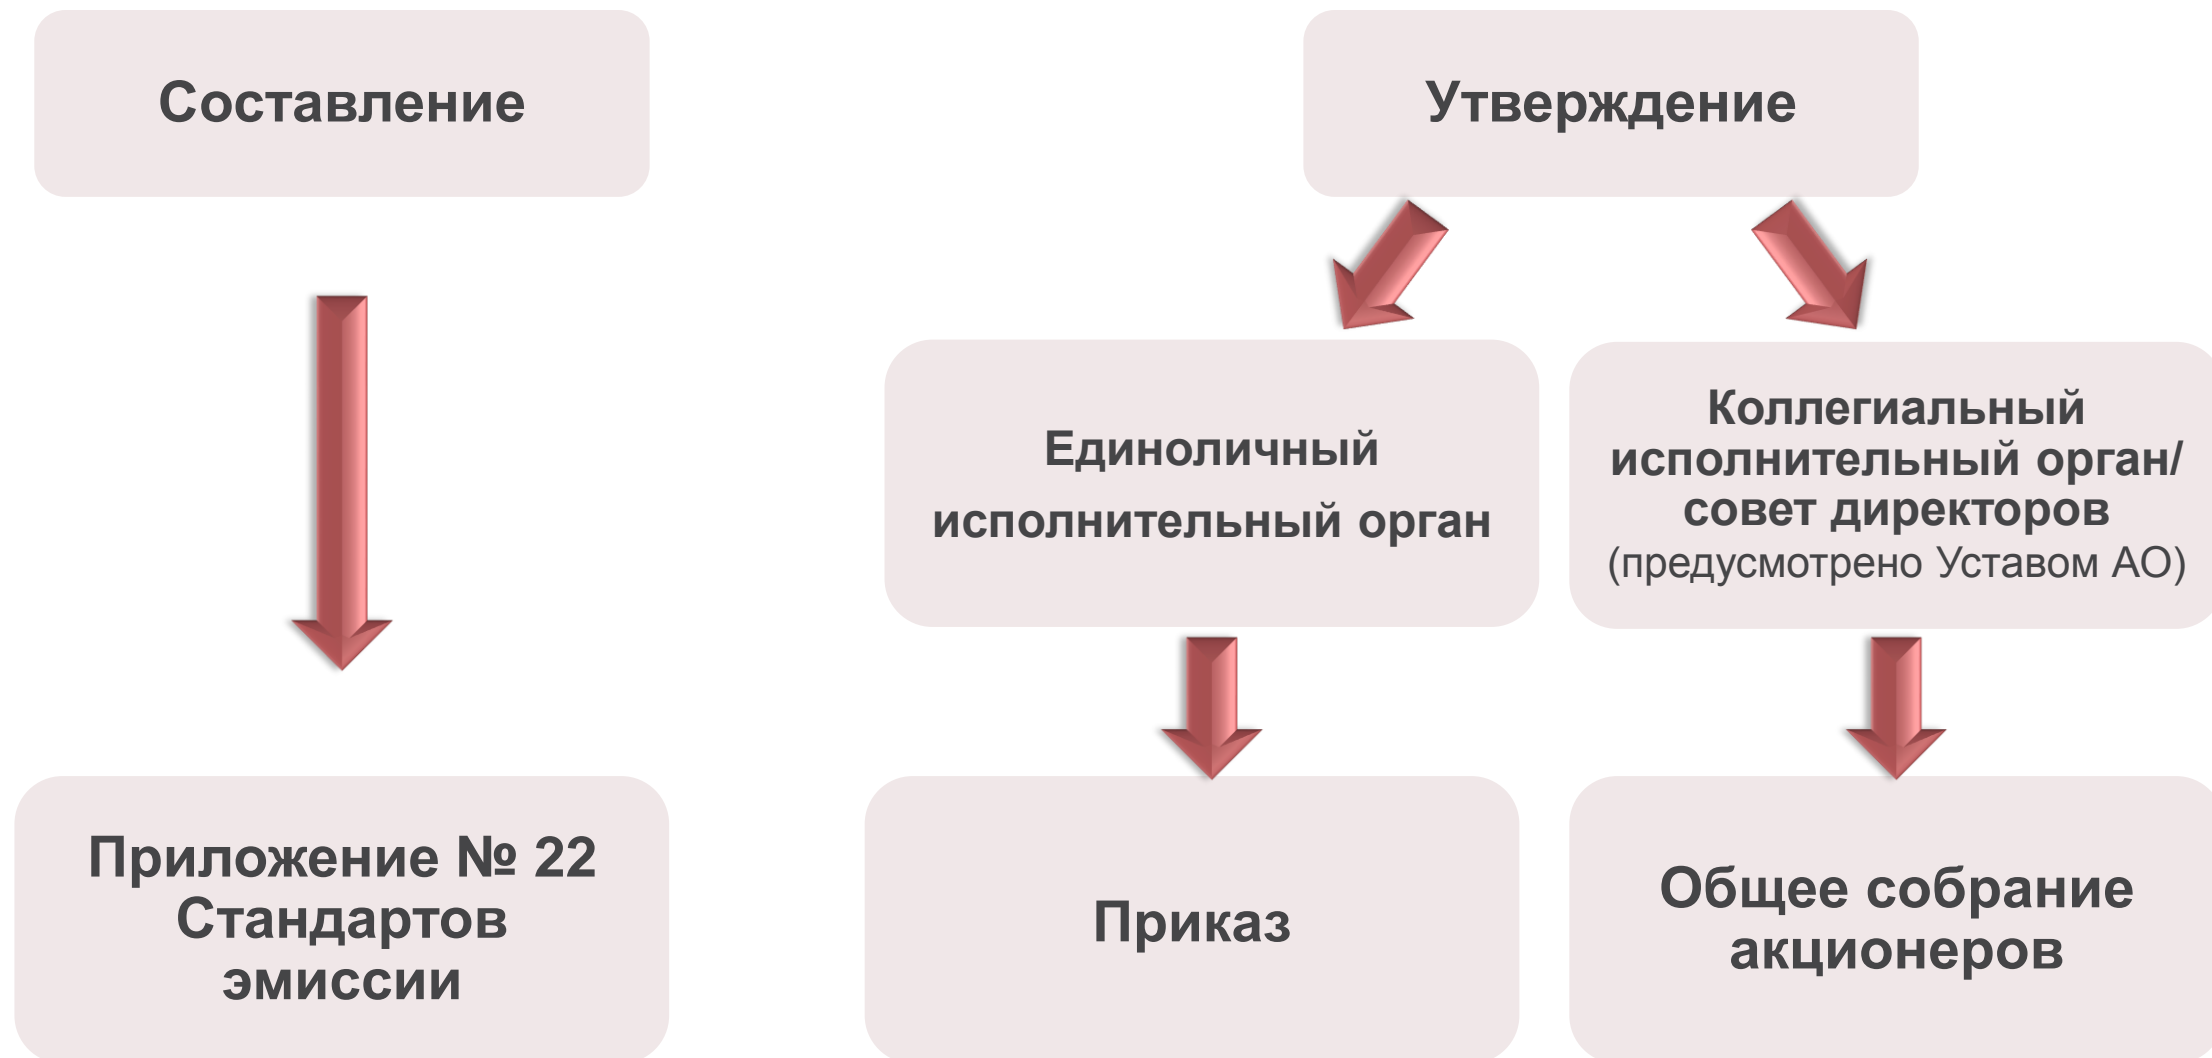 Составление
Утверждение
Единоличный
исполнительный орган
Коллегиальный
исполнительный орган/
совет директоров
(предусмотрено Уставом АО)
Приложение № 22
Стандартов
эмиссии
Приказ
Общее собрание
акционеров